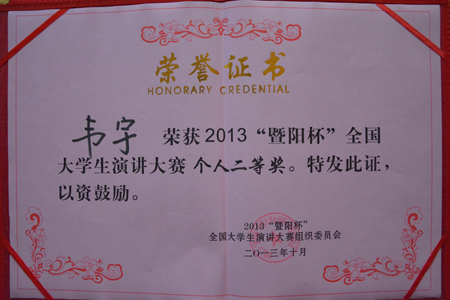 荣誉证书
HONORARY CREDENTIAL
韦宇 荣获2013“暨阳杯”全国
大学生演讲大赛 个人二等奖。特发此证，
以资鼓励。
2013“暨阳杯”
全国大学生演讲大赛组织委员会
二〇一三年十月